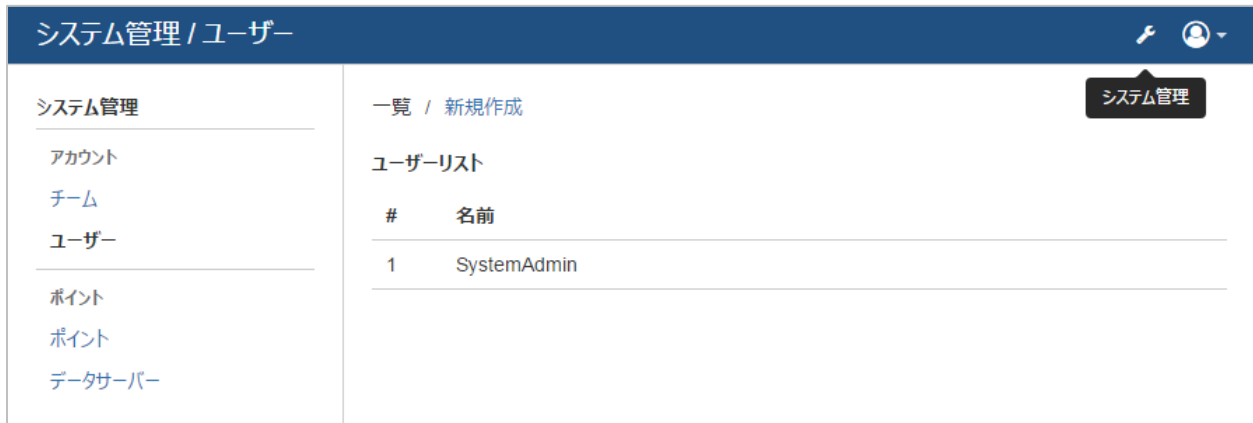 システム管理 / ユーザー
システム管理
システム管理
アカウント
チーム
ユーザー
ポイント
ポイント
データサーバー
一覧 / 新規作成
ユーザーリスト
# 名前
1 SystemAdmin